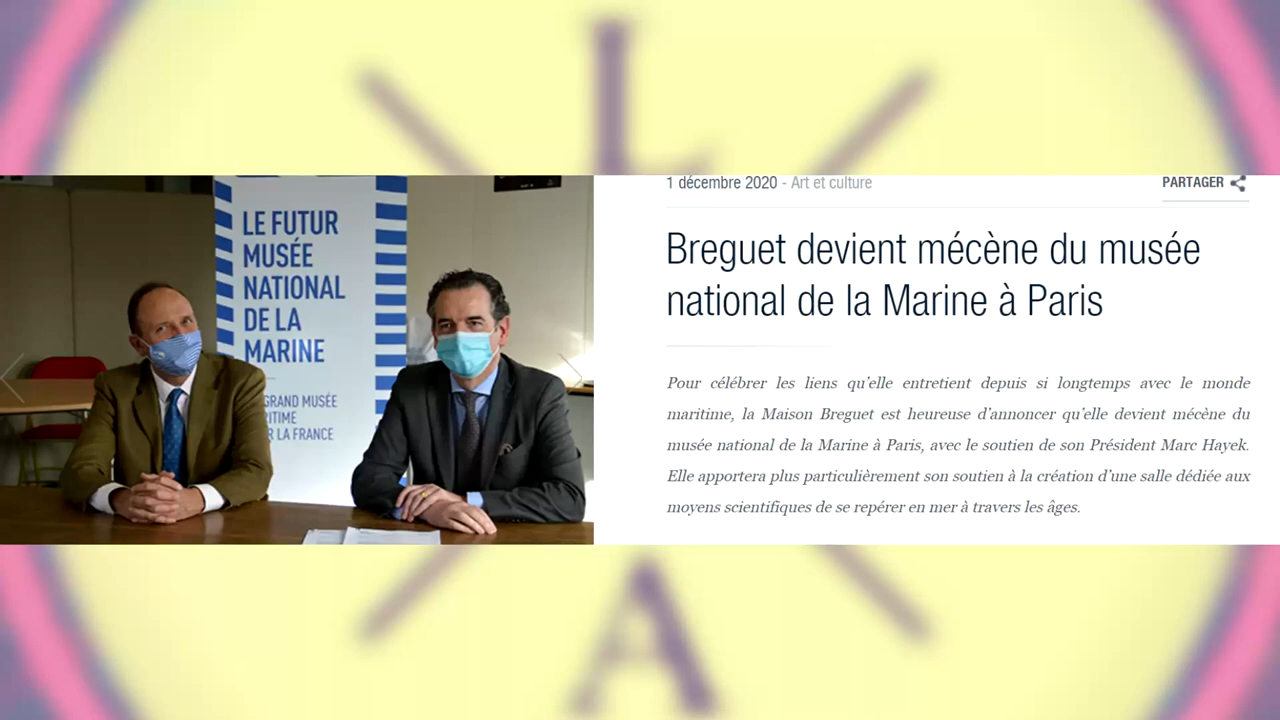 LE FUTUR
MUSÉE
NATIONAL
DE LA
MARINE
GRAND MUSÉE
RITIME
R LA FRANCE
1 décembre 2020 - Art et culture
PARTAGER
Breguet devient mécène du musée
national de la Marine à Paris
Pour célébrer les liens qu’elle entretient depuis si longtemps avec le monde
maritime, la Maison Breguet est heureuse d’annoncer qu’elle devient mécène du
musée national de la Marine à Paris, avec le soutien de son Président Marc Hayek.
Elle apportera plus particulièrement son soutien à la création d’une salle dédiée aux
moyens scientifiques de se repérer en mer à travers les âges.